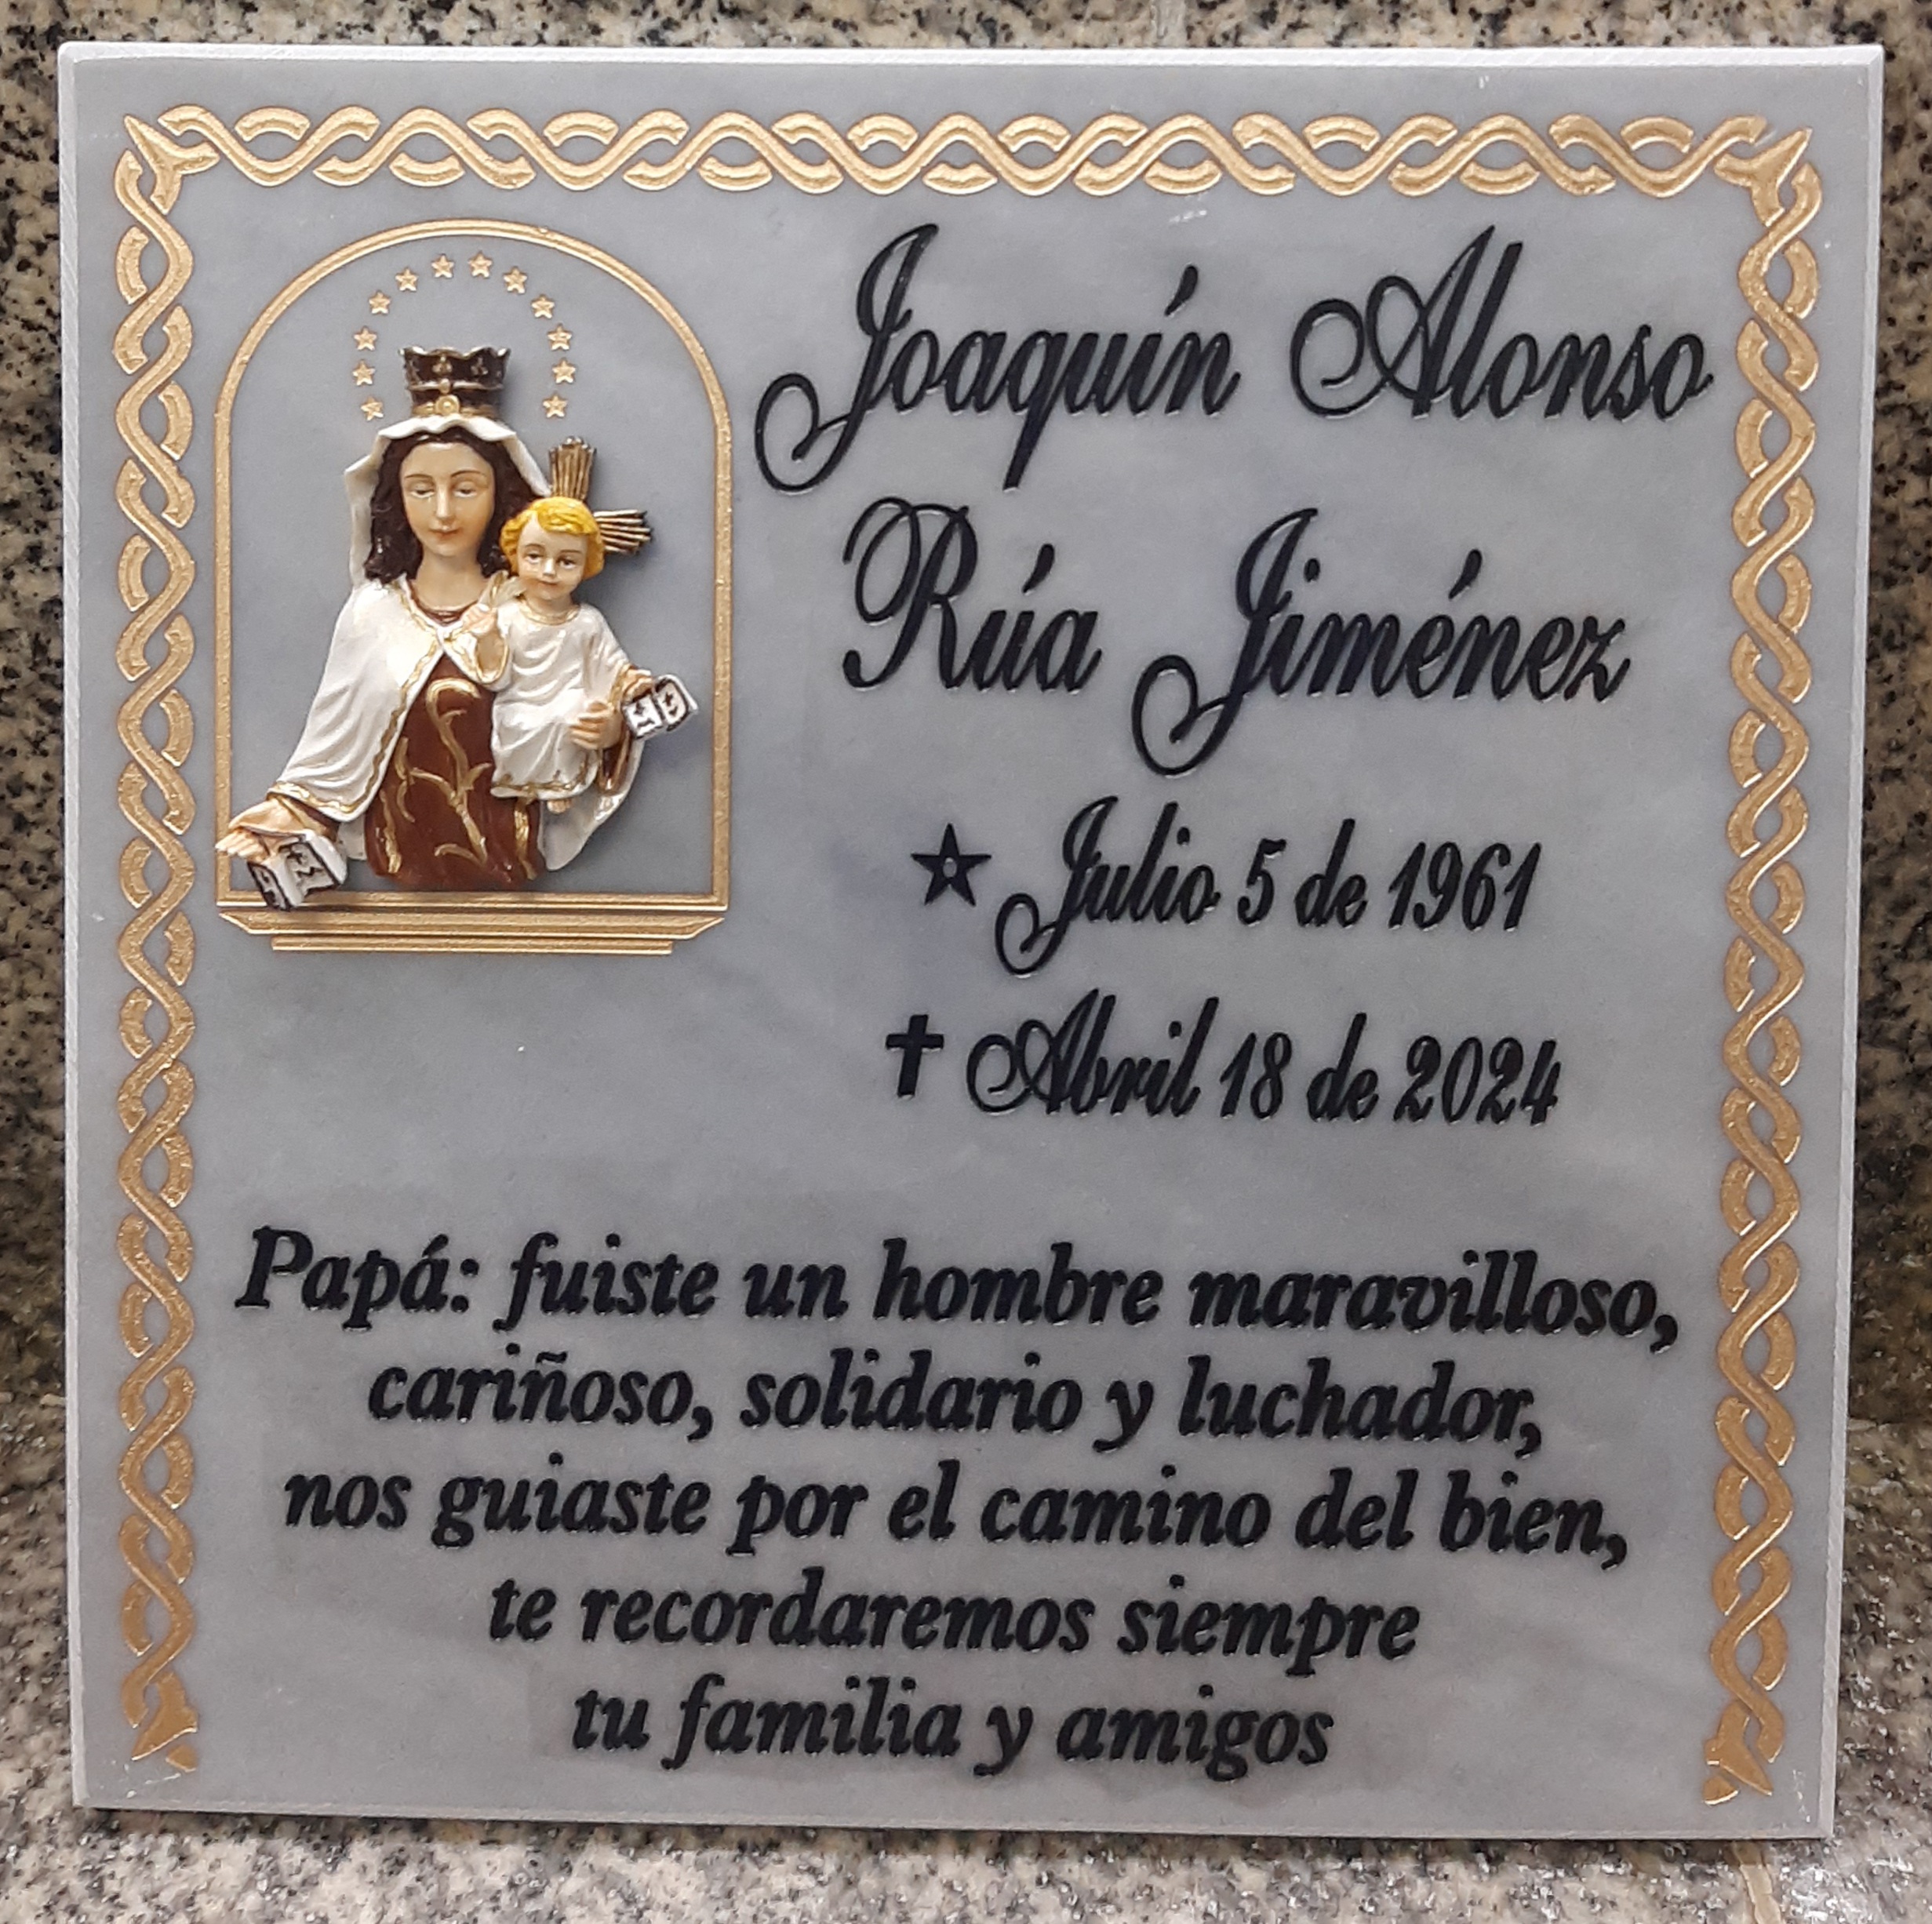 Joaquín Alonso
Rúa Jiménez
★ Julio 5 de 1961
✝ Abril 18 de 2024
Papá: fuiste un hombre maravilloso,
cariñoso, solidario y luchador,
nos guiaste por el camino del bien,
te recordaremos siempre
tu familia y amigos